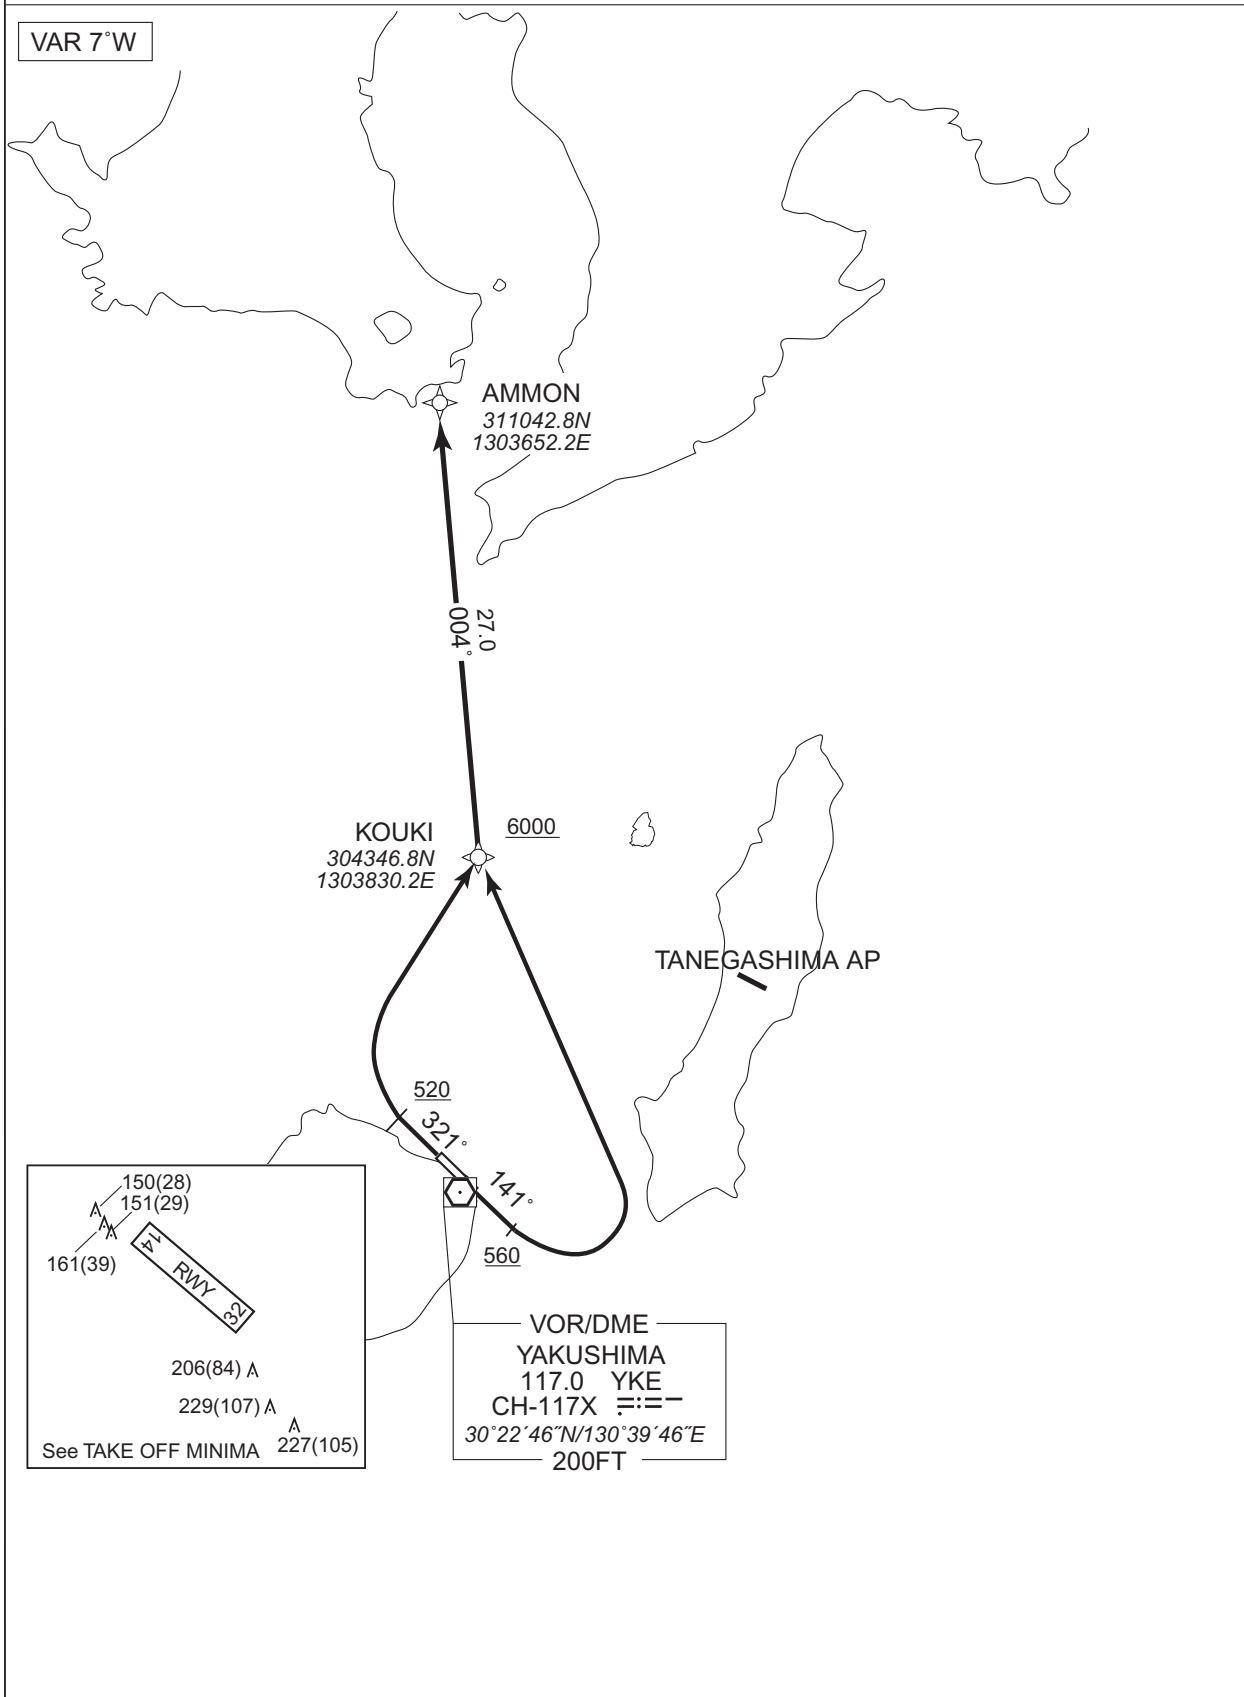 VAR 7°W
AMMON
311042.8N
1303652.2E
27.0
004°
KOUKI
304346.8N
1303830.2E
6000
TANEGASHIMA AP
520
321°
141°
560
150(28)
151(29)
161(39)
14
RWY
32
206(84)
229(107)
227(105)
See TAKE OFF MINIMA
VOR/DME
YAKUSHIMA
117.0 YKE
CH-117X
30°22´46˝N/130°39´46˝E
200FT